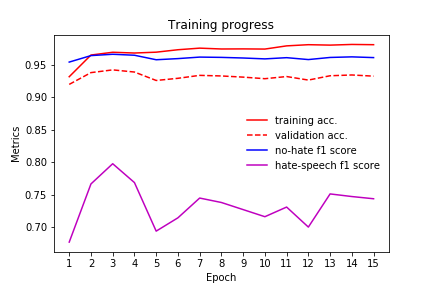 Training progress
Metrics
0.95
0.90
0.85
0.80
0.75
0.70
training acc.
validation acc.
no-hate f1 score
hate-speech f1 score
1 2 3 4 5 6 7 8 9 10 11 12 13 14 15
Epoch